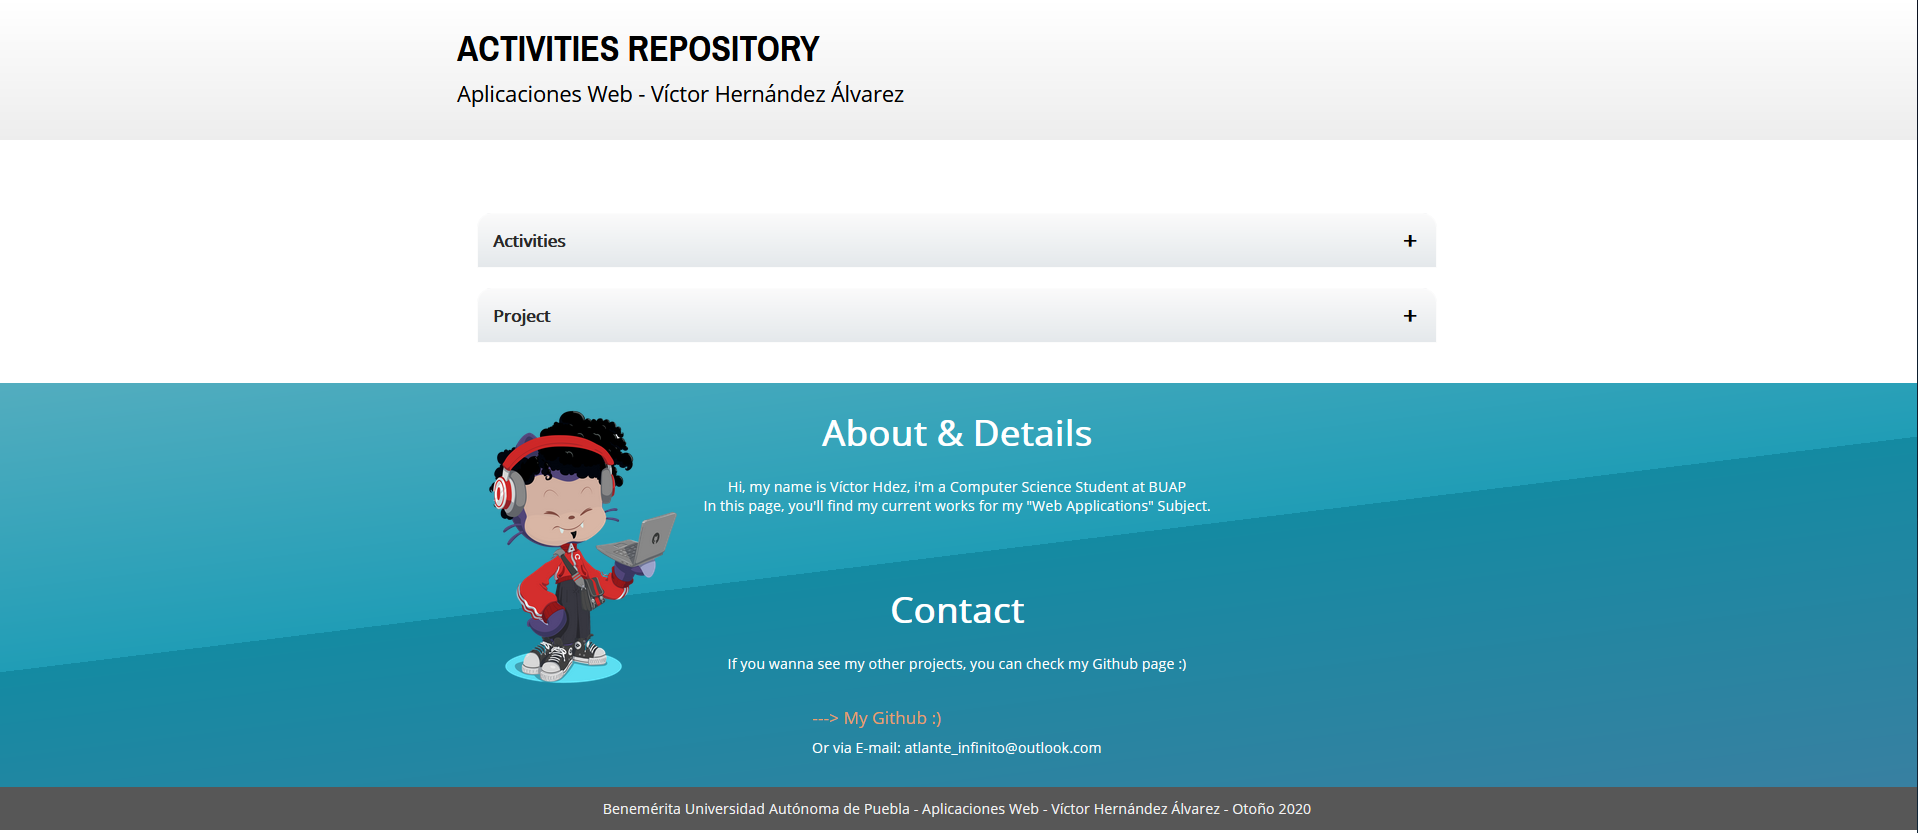 ACTIVITIES REPOSITORY
Aplicaciones Web - Víctor Hernández Álvarez
Activities +
Project +
About & Details
Hi, my name is Víctor Hdez, i'm a Computer Science Student at BUAP
In this page, you'll find my current works for my "Web Applications" Subject.
Contact
If you wanna see my other projects, you can check my Github page :)
---> My Github :)
Or via E-mail: atlante_infinito@outlook.com
Benemérita Universidad Autónoma de Puebla - Aplicaciones Web - Víctor Hernández Álvarez - Otoño 2020